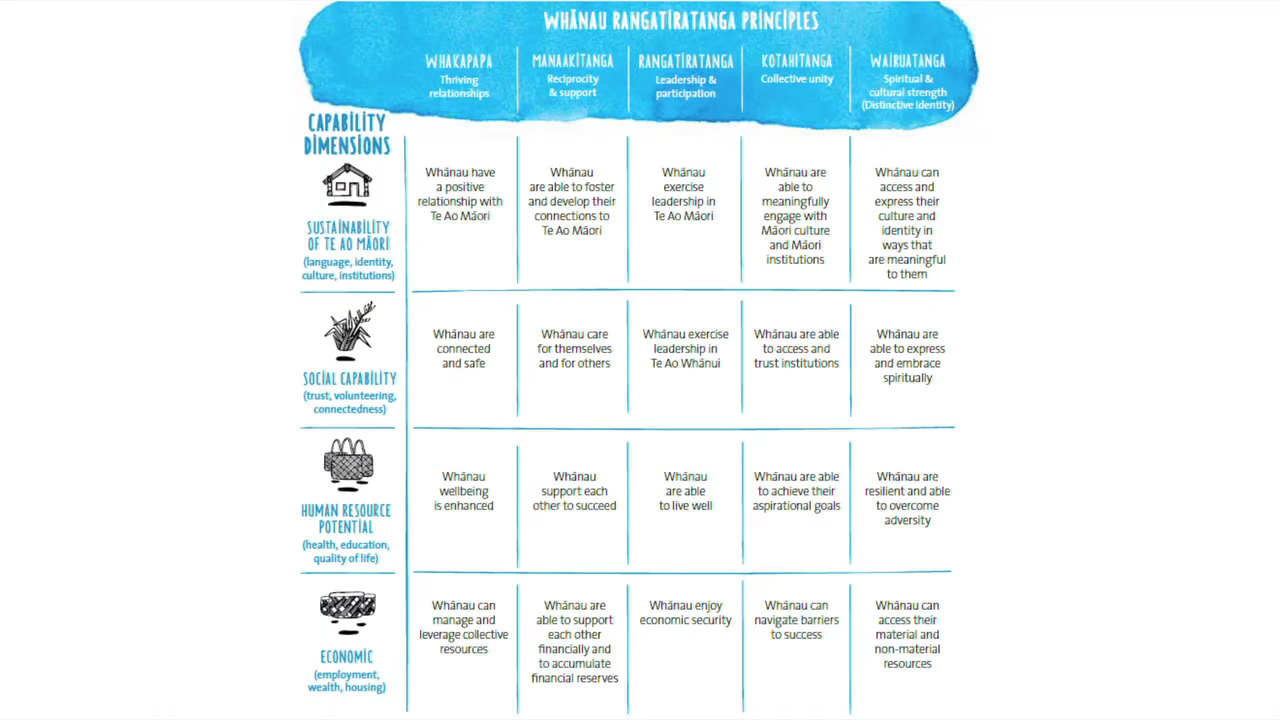 WHĀNAU RANGATIRATANGA PRINCIPLES
WHAKAPAPA
Thriving
relationships
MANAAKITANGA
Reciprocity
& support
RANGATIRATANGA
Leadership &
participation
KOTAHITANGA
Collective unity
WAIRUATANGA
Spiritual &
cultural strength
(Distinctive identity)
CAPABILITY
DIMENSIONS
SUSTAINABILITY
OF TE AO MĀORI
(language, identity,
culture, institutions)
Whānau have
a positive
relationship with
Te Ao Māori
Whānau
are able to foster
and develop their
connections to
Te Ao Māori
Whānau
exercise
leadership in
Te Ao Māori
Whānau are
able to
meaningfully
engage with
Māori culture
and Māori
institutions
Whānau can
access and
express their
culture and
identity in
ways that
are meaningful
to them
SOCIAL CAPABILITY
(trust, volunteering,
connectedness)
Whānau are
connected
and safe
Whānau care
for themselves
and for others
Whānau exercise
leadership in
Te Ao Whānui
Whānau are able
to access and
trust institutions
Whānau are
able to express
and embrace
spiritually
HUMAN RESOURCE
POTENTIAL
(health, education,
quality of life)
Whānau
wellbeing
is enhanced
Whānau
support each
other to succeed
Whānau
are able
to live well
Whānau are able
to achieve their
aspirational goals
Whānau are
resilient and able
to overcome
adversity
ECONOMIC
(employment,
wealth, housing)
Whānau can
manage and
leverage collective
resources
Whānau are
able to support
each other
financially and
to accumulate
financial reserves
Whānau enjoy
economic security
Whānau can
navigate barriers
to success
Whānau can
access their
material and
non-material
resources